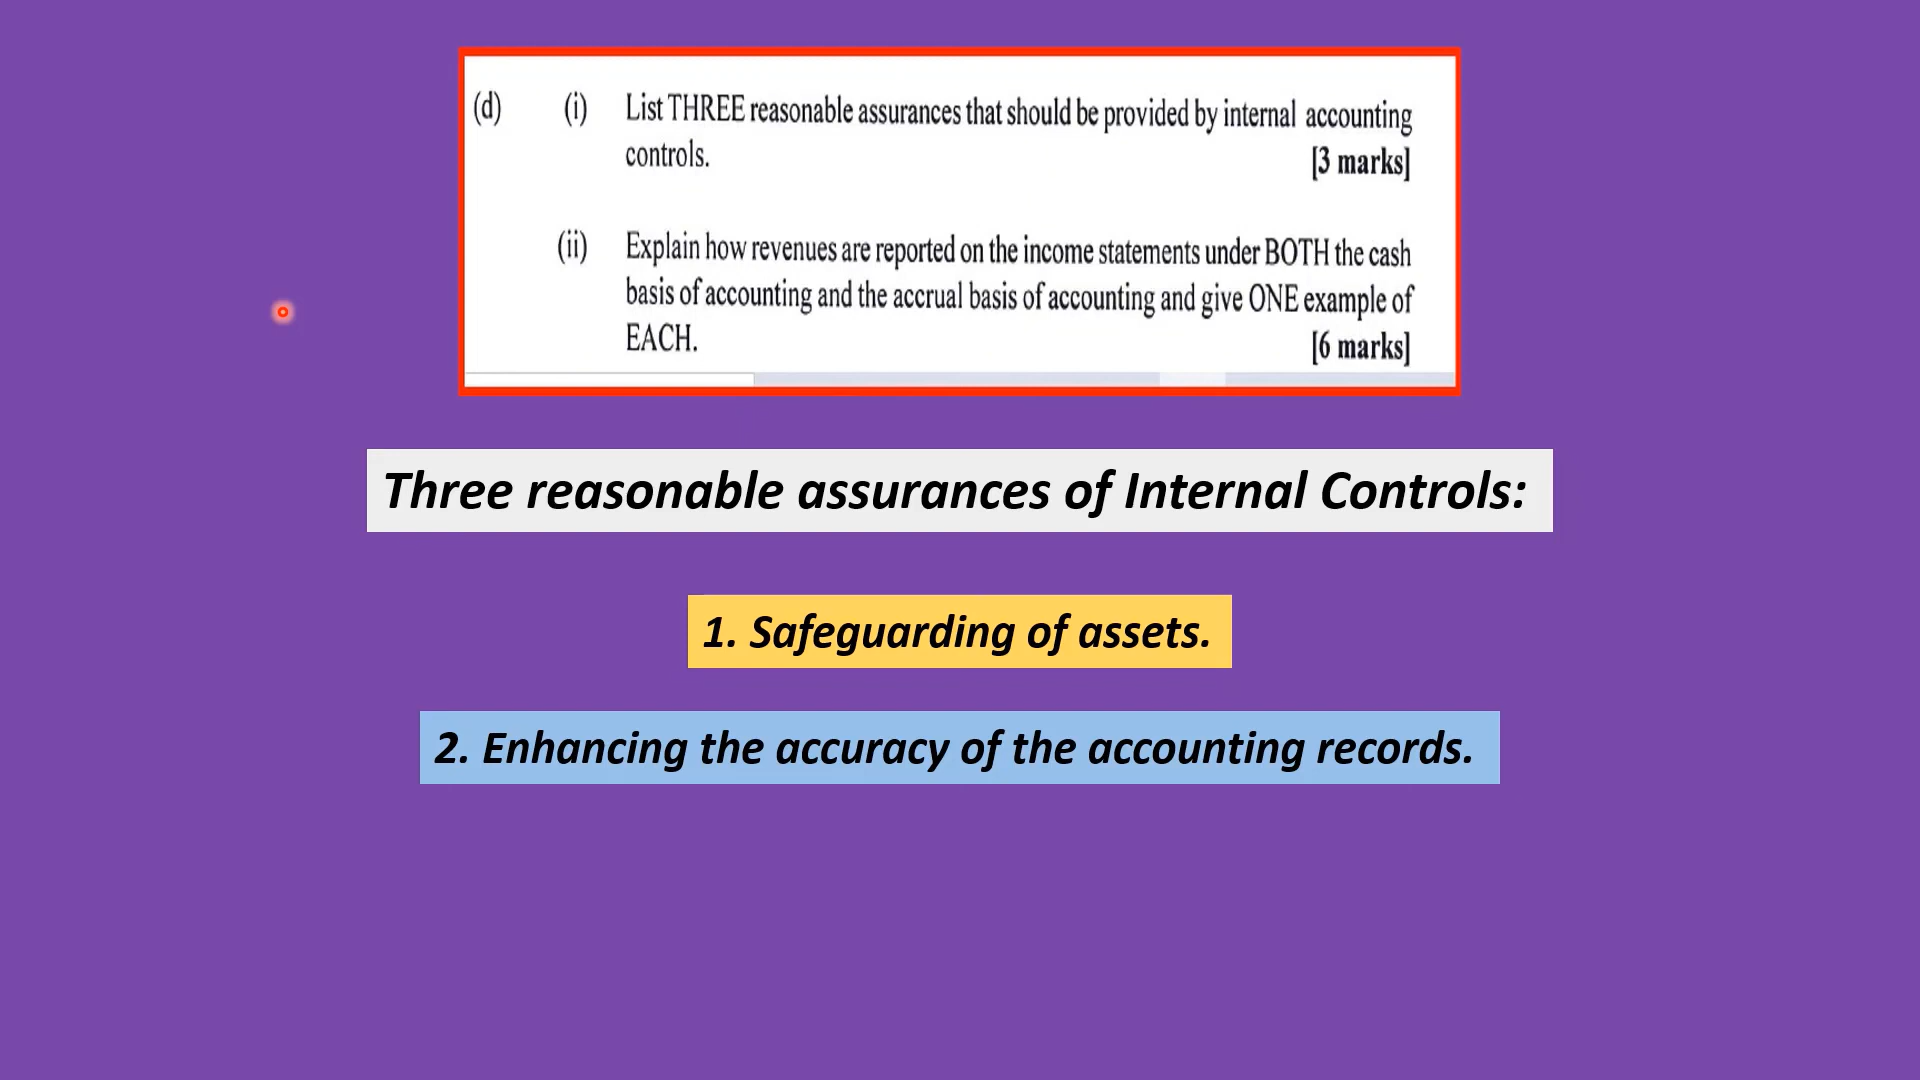 (d) (i) List THREE reasonable assurances that should be provided by internal accounting
controls. [3 marks]
(ii) Explain how revenues are reported on the income statements under BOTH the cash
basis of accounting and the accrual basis of accounting and give ONE example of
EACH. [6 marks]
Three reasonable assurances of Internal Controls:
1. Safeguarding of assets.
2. Enhancing the accuracy of the accounting records.